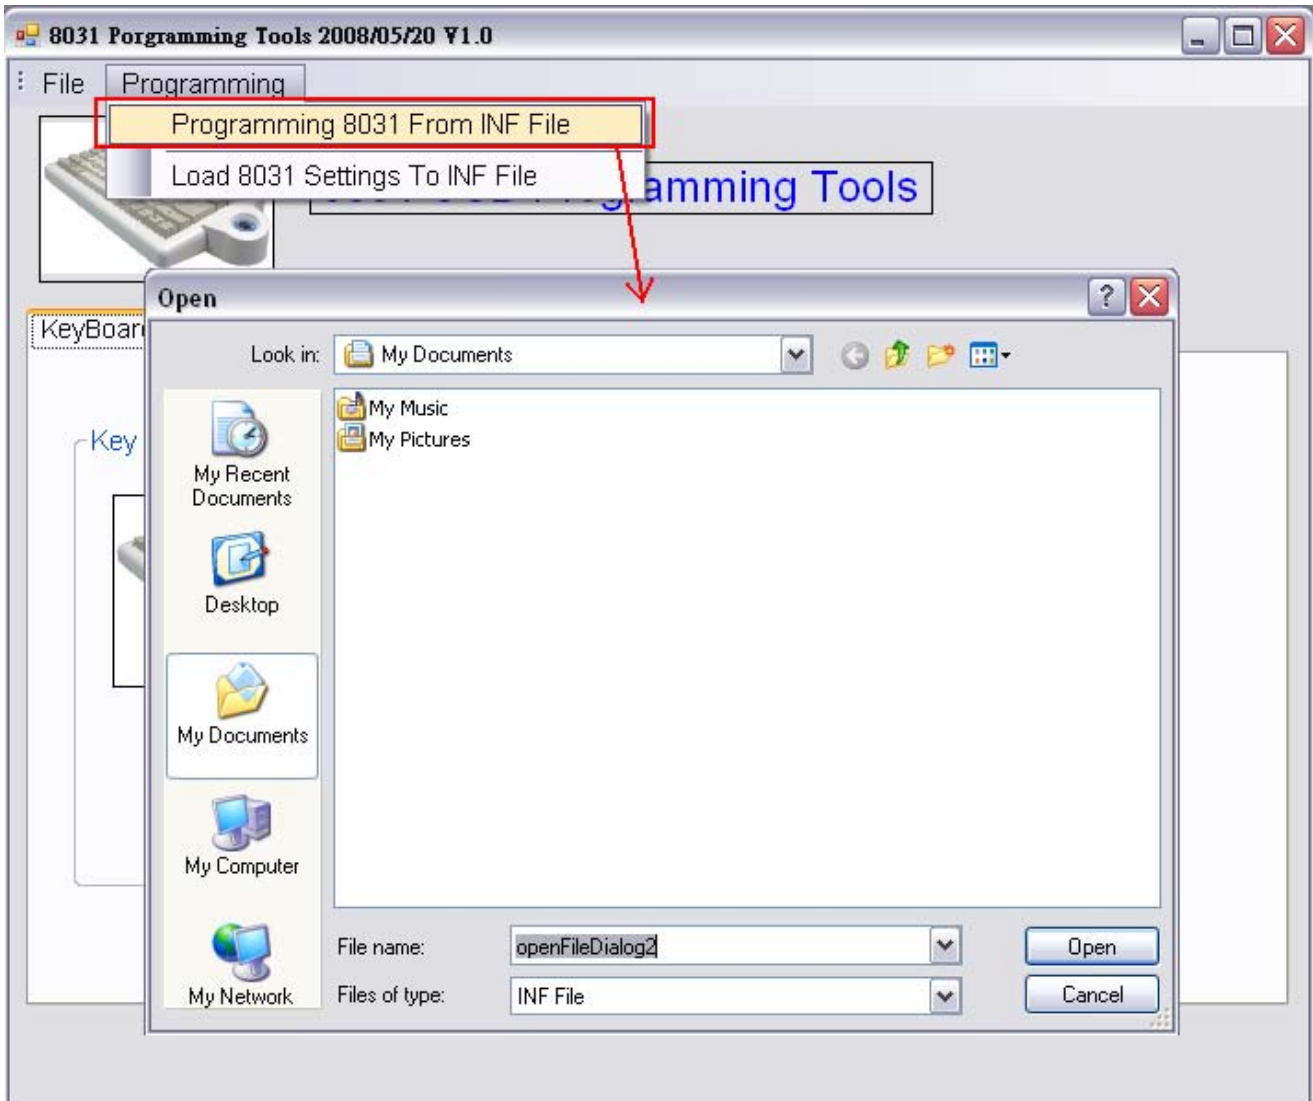 8031 Porgramming Tools 2008/05/20 V1.0
File Programming
Programming 8031 From INF File
Load 8031 Settings To INF File
amming Tools
Open
KeyBoar
Look in: My Documents
My Music
My Pictures
Key
My Recent
Documents
Desktop
My Documents
My Computer
My Network
File name: openFileDialog2 Open
Files of type: INF File Cancel